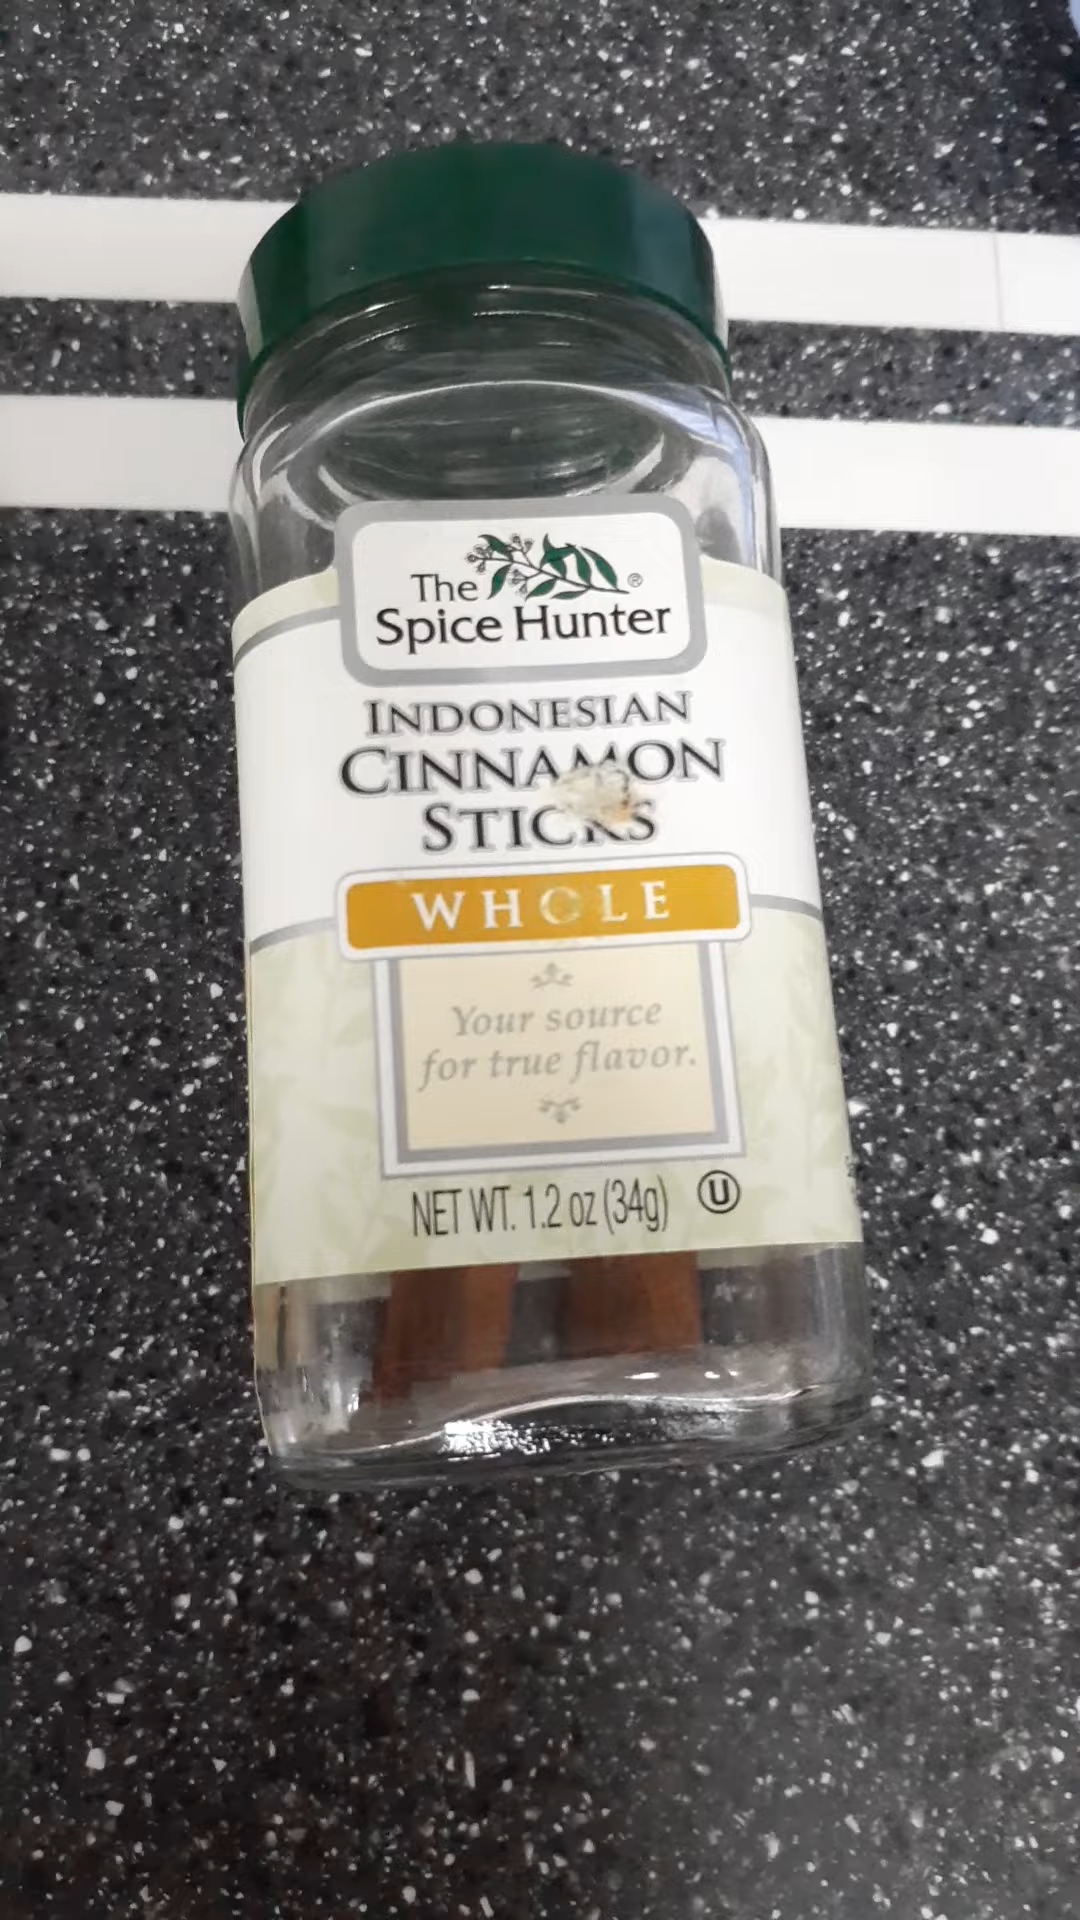 The ®
Spice Hunter
INDONESIAN
CINNAMON
STICKS
WHOLE
Your source
for true flavor.
NET WT. 1.2 oz (34g) U